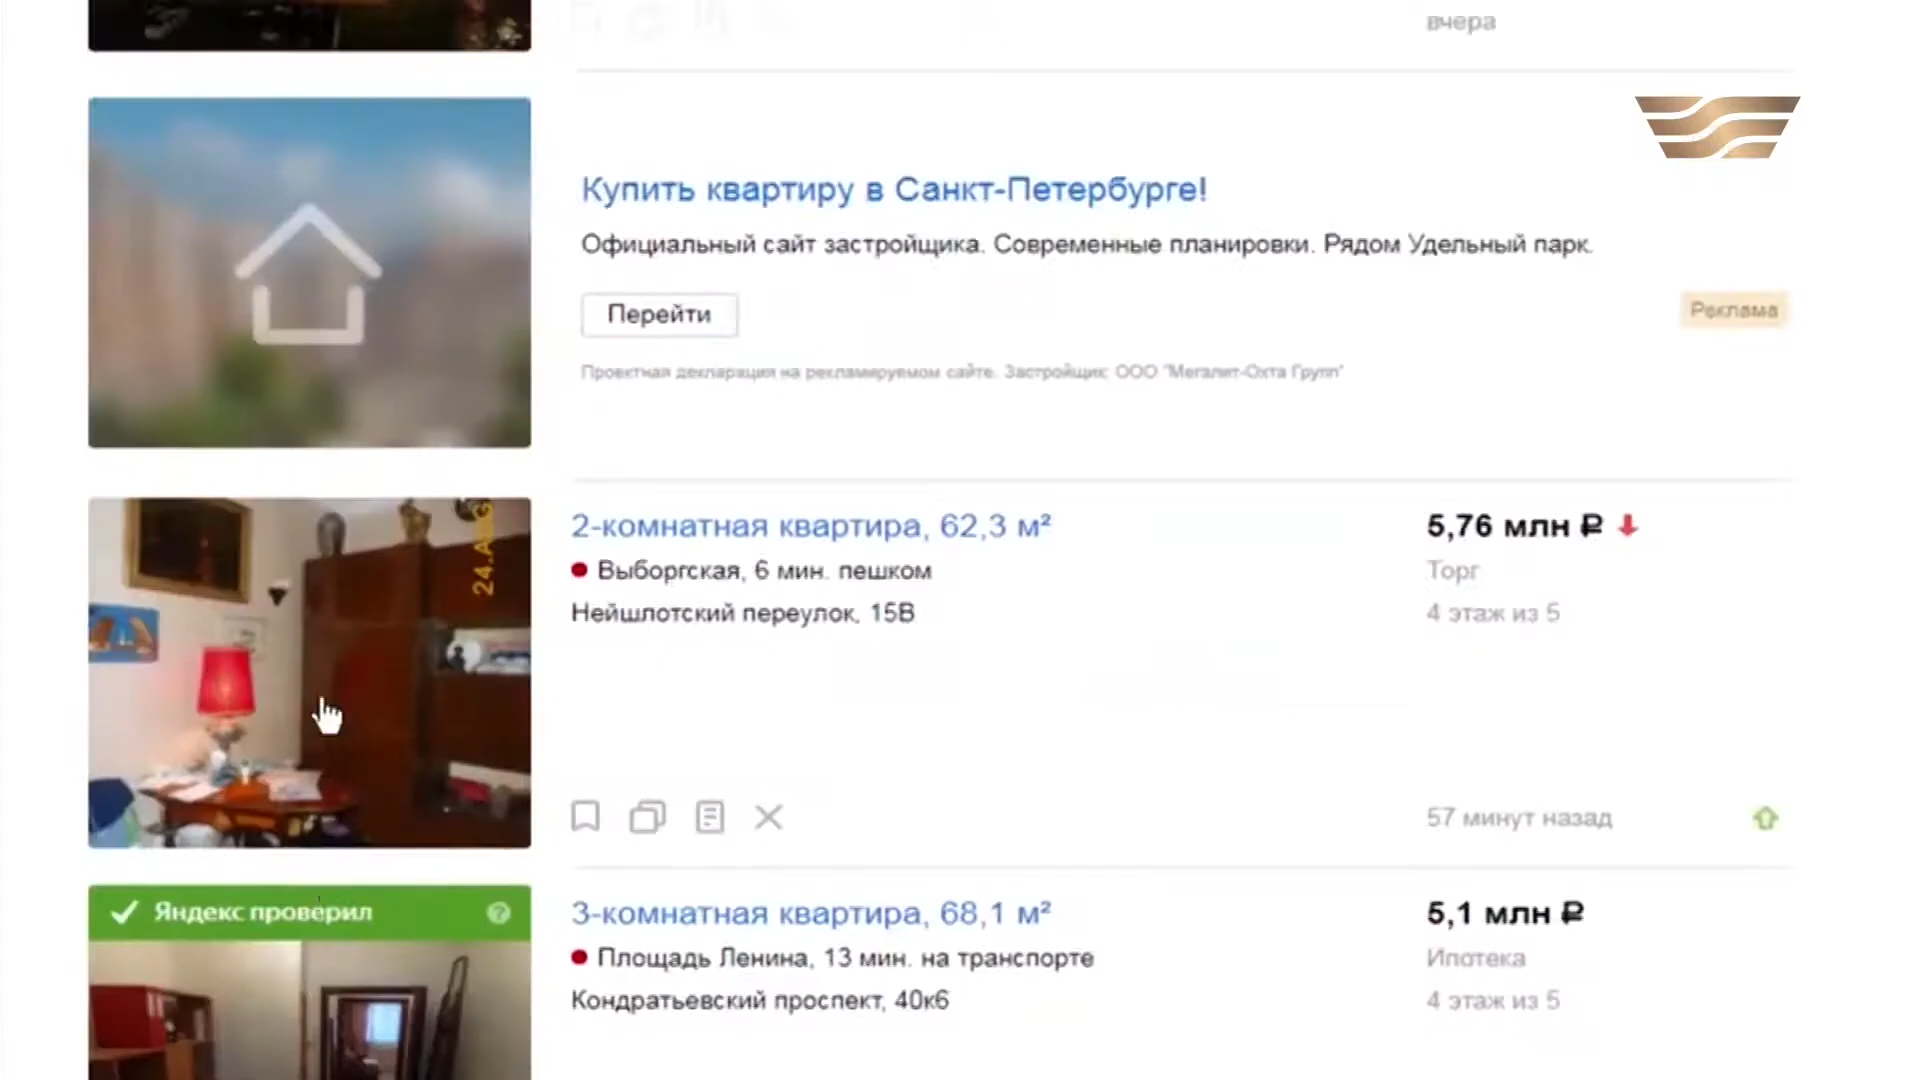 вчера
Купить квартиру в Санкт-Петербурге!
Официальный сайт застройщика. Современные планировки. Рядом Удельный парк.
Перейти
Реклама
Проектная декларация на рекламируемом сайте. Застройщик: ООО "Мегалит-Охта Групп"
24.AUG
2-комнатная квартира, 62,3 м²
5,76 млн ₽
Выборгская, 6 мин. пешком
Торг
Нейшлотский переулок, 15В
4 этаж из 5
57 минут назад
Яндекс проверил
3-комнатная квартира, 68,1 м²
5,1 млн ₽
Площадь Ленина, 13 мин. на транспорте
Ипотека
Кондратьевский проспект, 40к6
4 этаж из 5